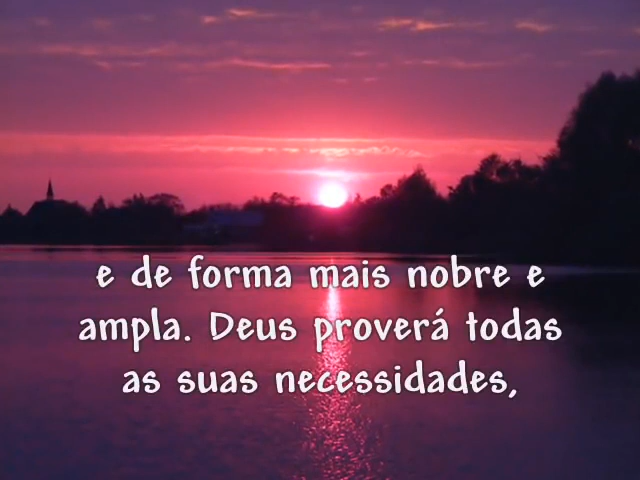 e de forma mais nobre e
ampla. Deus proverá todas
as suas necessidades,